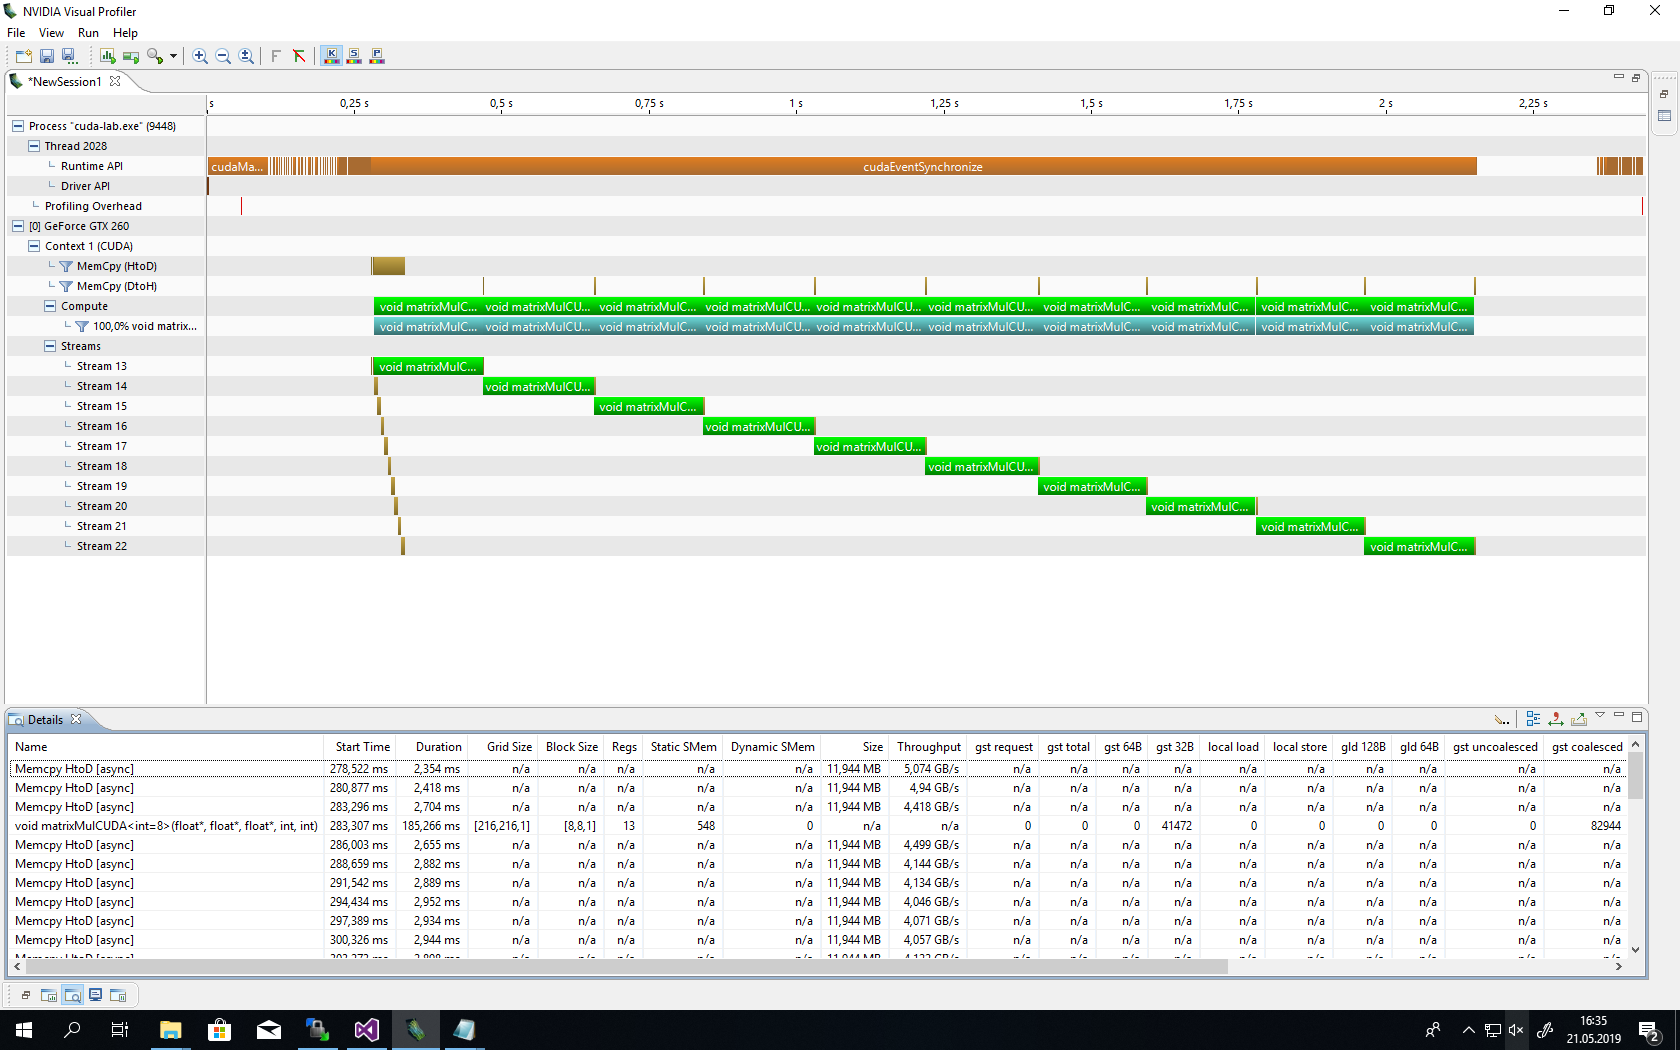 NVIDIA Visual Profiler
File View Run Help
K S P
*NewSession1
s 0,25 s 0,5 s 0,75 s 1 s 1,25 s 1,5 s 1,75 s 2 s 2,25 s
Process "cuda-lab.exe" (9448)
Thread 2028
Runtime API cudaMa... cudaEventSynchronize
Driver API
Profiling Overhead
[0] GeForce GTX 260
Context 1 (CUDA)
MemCpy (HtoD)
MemCpy (DtoH)
Compute void matrixMulC... void matrixMulCU... void matrixMulC... void matrixMulCU... void matrixMulCU... void matrixMulCU... void matrixMulC... void matrixMulC... void matrixMulC... void matrixMulC...
100,0% void matrix... void matrixMulC... void matrixMulCU... void matrixMulC... void matrixMulCU... void matrixMulCU... void matrixMulCU... void matrixMulC... void matrixMulC... void matrixMulC... void matrixMulC...
Streams
Stream 13 void matrixMulC...
Stream 14 void matrixMulCU...
Stream 15 void matrixMulC...
Stream 16 void matrixMulCU...
Stream 17 void matrixMulCU...
Stream 18 void matrixMulCU...
Stream 19 void matrixMulC...
Stream 20 void matrixMulC...
Stream 21 void matrixMulC...
Stream 22 void matrixMulC...
Details
Name Start Time Duration Grid Size Block Size Regs Static SMem Dynamic SMem Size Throughput gst request gst total gst 64B gst 32B local load local store gld 128B gld 64B gst uncoalesced gst coalesced
Memcpy HtoD [async] 278,522 ms 2,354 ms n/a n/a n/a n/a n/a 11,944 MB 5,074 GB/s n/a n/a n/a n/a n/a n/a n/a n/a n/a n/a
Memcpy HtoD [async] 280,877 ms 2,418 ms n/a n/a n/a n/a n/a 11,944 MB 4,94 GB/s n/a n/a n/a n/a n/a n/a n/a n/a n/a n/a
Memcpy HtoD [async] 283,296 ms 2,704 ms n/a n/a n/a n/a n/a 11,944 MB 4,418 GB/s n/a n/a n/a n/a n/a n/a n/a n/a n/a n/a
void matrixMulCUDA<int=8>(float*, float*, float*, int, int) 283,307 ms 185,266 ms [216,216,1] [8,8,1] 13 548 0 n/a n/a 0 0 0 41472 0 0 0 0 0 82944
Memcpy HtoD [async] 286,003 ms 2,655 ms n/a n/a n/a n/a n/a 11,944 MB 4,499 GB/s n/a n/a n/a n/a n/a n/a n/a n/a n/a n/a
Memcpy HtoD [async] 288,659 ms 2,882 ms n/a n/a n/a n/a n/a 11,944 MB 4,144 GB/s n/a n/a n/a n/a n/a n/a n/a n/a n/a n/a
Memcpy HtoD [async] 291,542 ms 2,889 ms n/a n/a n/a n/a n/a 11,944 MB 4,134 GB/s n/a n/a n/a n/a n/a n/a n/a n/a n/a n/a
Memcpy HtoD [async] 294,434 ms 2,952 ms n/a n/a n/a n/a n/a 11,944 MB 4,046 GB/s n/a n/a n/a n/a n/a n/a n/a n/a n/a n/a
Memcpy HtoD [async] 297,389 ms 2,934 ms n/a n/a n/a n/a n/a 11,944 MB 4,071 GB/s n/a n/a n/a n/a n/a n/a n/a n/a n/a n/a
Memcpy HtoD [async] 300,326 ms 2,944 ms n/a n/a n/a n/a n/a 11,944 MB 4,057 GB/s n/a n/a n/a n/a n/a n/a n/a n/a n/a n/a
16:35
21.05.2019
2